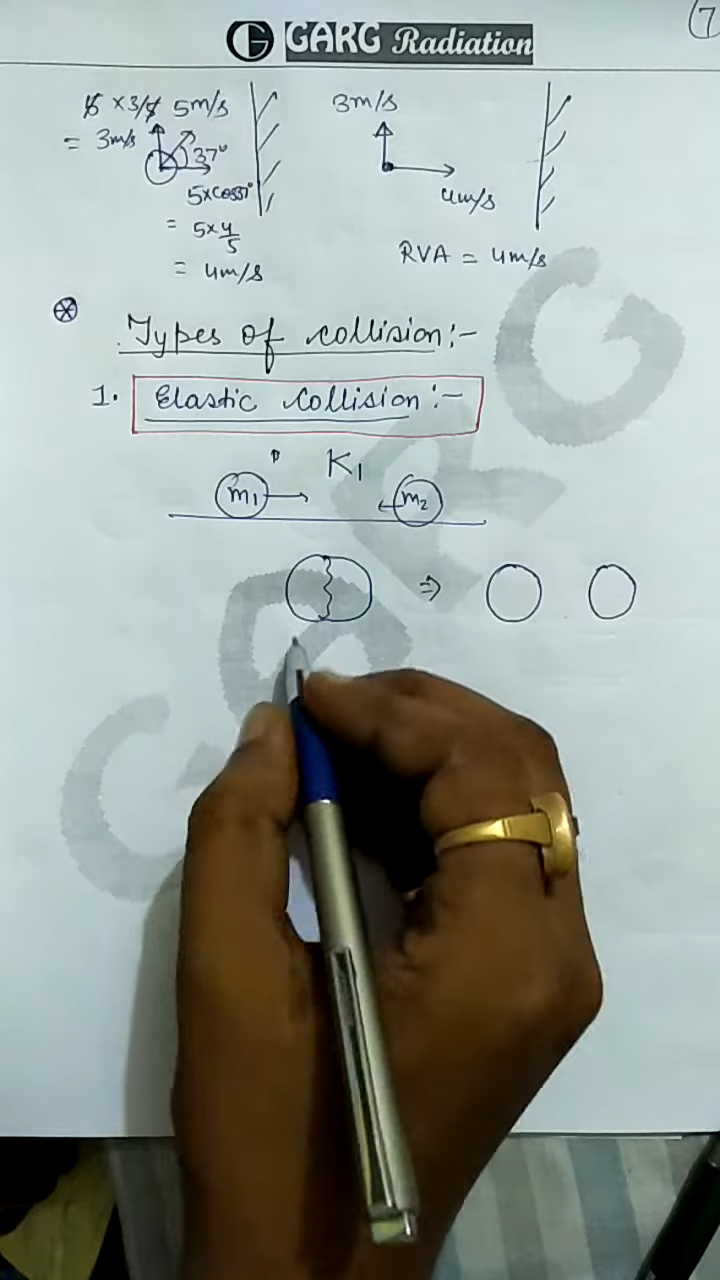 7
G GARG Radiation
5 × 3/5 5m/s
= 3m/s
37°
5×cos37°
= 5×4/5
= 4m/s
3m/s
4m/s
RVA = 4m/s
Types of collision:-
1. Elastic collision:-
K1
m1 m2
GARG